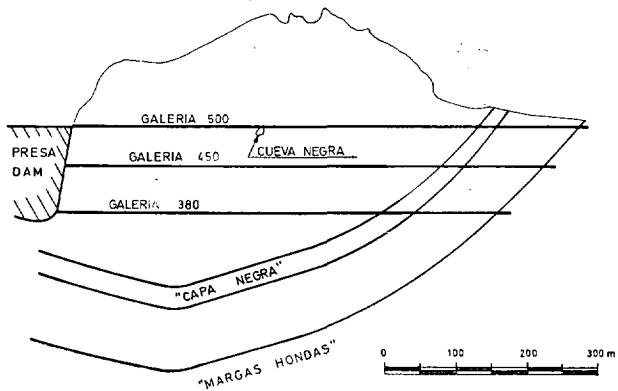 GALERIA 500
PRESA
DAM
CUEVA NEGRA
GALERIA 450
GALERIA 380
"CAPA NEGRA"
"MARGAS HONDAS"
0 100 200 300 m